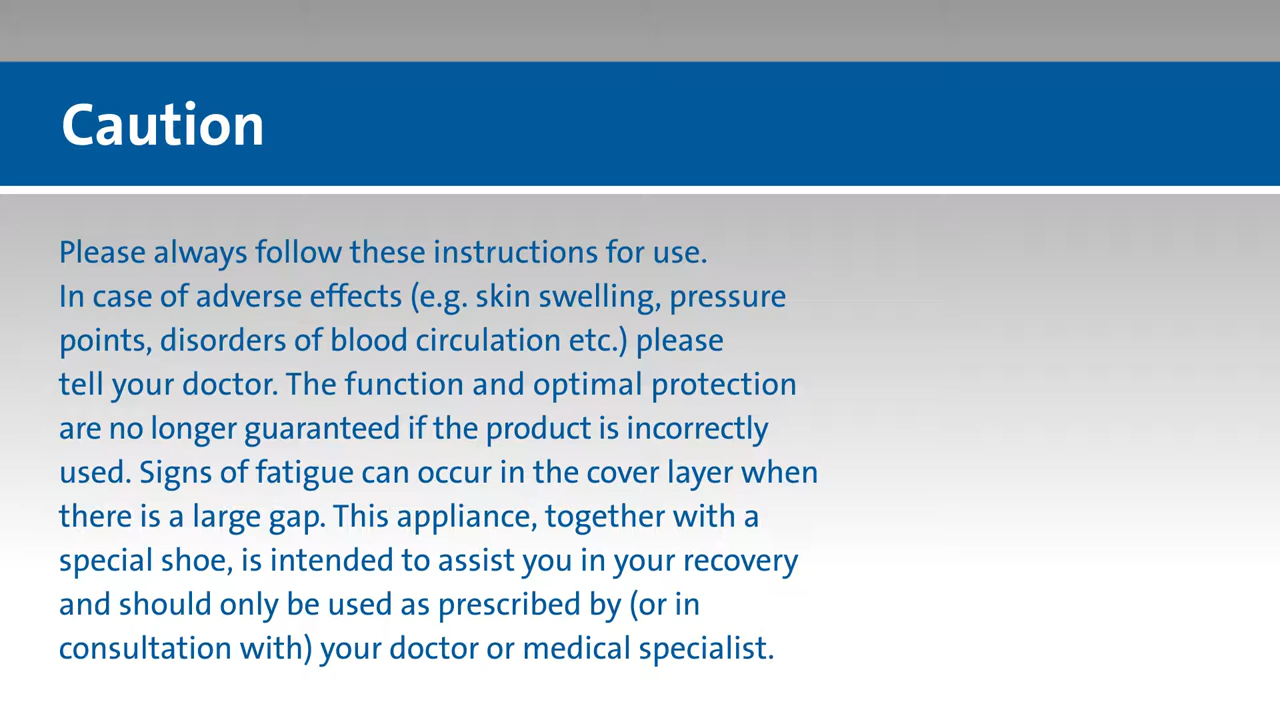 Caution
Please always follow these instructions for use.
In case of adverse effects (e.g. skin swelling, pressure
points, disorders of blood circulation etc.) please
tell your doctor. The function and optimal protection
are no longer guaranteed if the product is incorrectly
used. Signs of fatigue can occur in the cover layer when
there is a large gap. This appliance, together with a
special shoe, is intended to assist you in your recovery
and should only be used as prescribed by (or in
consultation with) your doctor or medical specialist.